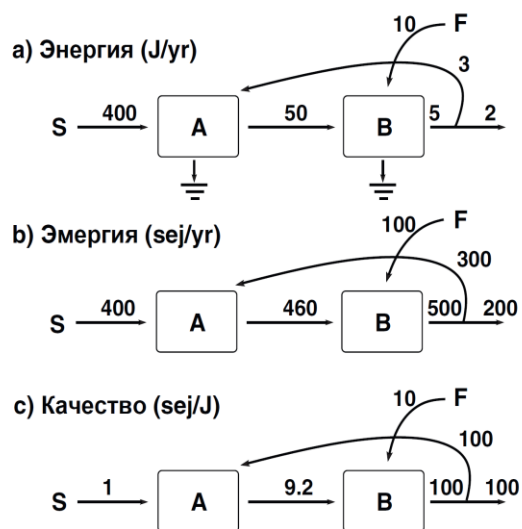 a) Энергия (J/yr)
10 F
3
S 400 A 50 B 5 2
b) Эмергия (sej/yr)
100 F
300
S 400 A 460 B 500 200
c) Качество (sej/J)
10 F
100
S 1 A 9.2 B 100 100